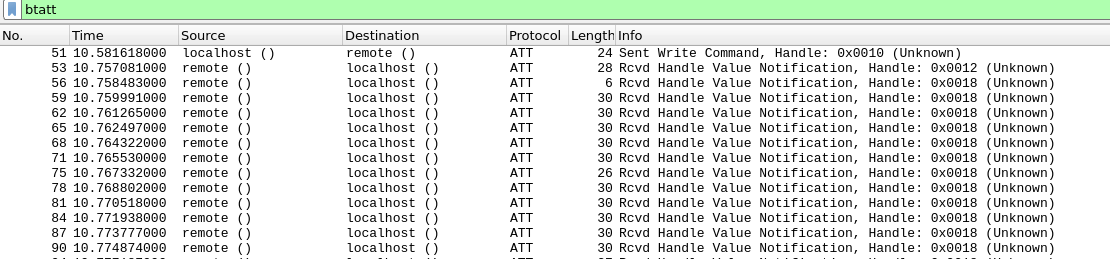 btatt
No. Time Source Destination Protocol Length Info
51 10.581618000 localhost () remote () ATT 24 Sent Write Command, Handle: 0x0010 (Unknown)
53 10.757081000 remote () localhost () ATT 28 Rcvd Handle Value Notification, Handle: 0x0012 (Unknown)
56 10.758483000 remote () localhost () ATT 6 Rcvd Handle Value Notification, Handle: 0x0018 (Unknown)
59 10.759991000 remote () localhost () ATT 30 Rcvd Handle Value Notification, Handle: 0x0018 (Unknown)
62 10.761265000 remote () localhost () ATT 30 Rcvd Handle Value Notification, Handle: 0x0018 (Unknown)
65 10.762497000 remote () localhost () ATT 30 Rcvd Handle Value Notification, Handle: 0x0018 (Unknown)
68 10.764322000 remote () localhost () ATT 30 Rcvd Handle Value Notification, Handle: 0x0018 (Unknown)
71 10.765530000 remote () localhost () ATT 30 Rcvd Handle Value Notification, Handle: 0x0018 (Unknown)
75 10.767332000 remote () localhost () ATT 26 Rcvd Handle Value Notification, Handle: 0x0018 (Unknown)
78 10.768802000 remote () localhost () ATT 30 Rcvd Handle Value Notification, Handle: 0x0018 (Unknown)
81 10.770518000 remote () localhost () ATT 30 Rcvd Handle Value Notification, Handle: 0x0018 (Unknown)
84 10.771938000 remote () localhost () ATT 30 Rcvd Handle Value Notification, Handle: 0x0018 (Unknown)
87 10.773777000 remote () localhost () ATT 30 Rcvd Handle Value Notification, Handle: 0x0018 (Unknown)
90 10.774874000 remote () localhost () ATT 30 Rcvd Handle Value Notification, Handle: 0x0018 (Unknown)